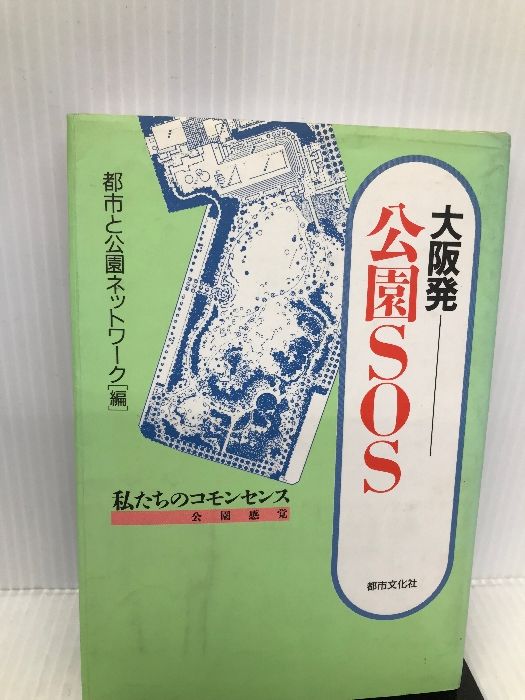 大阪発
公園SOS
都市と公園ネットワーク[編]
私たちのコモンセンス
公園感覚
都市文化社